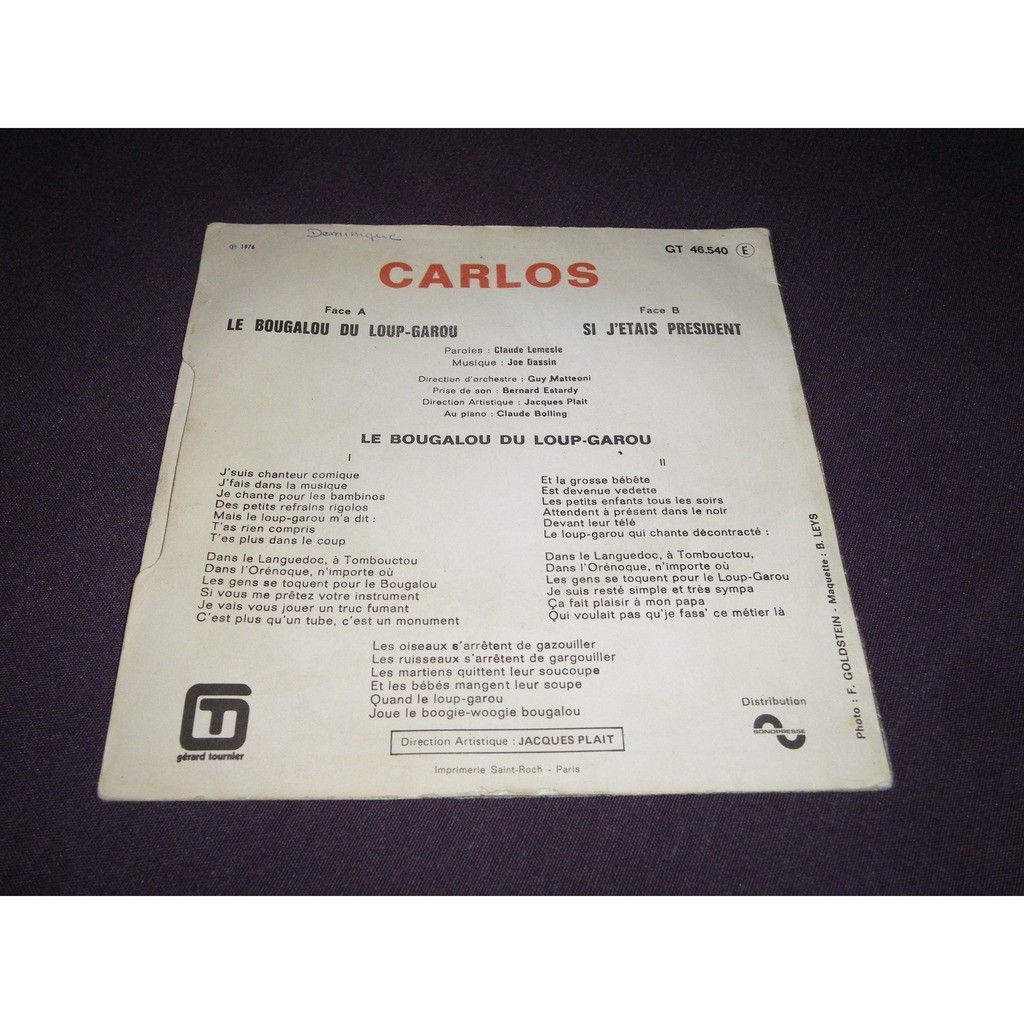 Dominique
℗ 1976
GT 46.540 E
CARLOS
Face A
LE BOUGALOU DU LOUP-GAROU
Face B
SI J'ETAIS PRESIDENT
Paroles : Claude Lemesle
Musique : Joe Dassin
Direction d'orchestre : Guy Matteoni
Prise de son : Bernard Estardy
Direction Artistique : Jacques Plait
Au piano : Claude Bolling
LE BOUGALOU DU LOUP-GAROU
I
J'suis chanteur comique
J'fais dans la musique
Je chante pour les bambinos
Des petits refrains rigolos
Mais le loup-garou m'a dit :
T'as rien compris
T'es plus dans le coup
Dans le Languedoc, à Tombouctou
Dans l'Orénoque, n'importe où
Les gens se toquent pour le Bougalou
Si vous me prêtez votre instrument
Je vais vous jouer un truc fumant
C'est plus qu'un tube, c'est un monument
II
Et la grosse bébête
Est devenue vedette
Les petits enfants tous les soirs
Attendent à présent dans le noir
Devant leur télé
Le loup-garou qui chante décontracté :
Dans le Languedoc, à Tombouctou,
Dans l'Orénoque, n'importe où
Les gens se toquent pour le Loup-Garou
Je suis resté simple et très sympa
Ça fait plaisir à mon papa
Qui voulait pas qu'je fass' ce métier là
Les oiseaux s'arrêtent de gazouiller
Les ruisseaux s'arrêtent de gargouiller
Les martiens quittent leur soucoupe
Et les bébés mangent leur soupe
Quand le loup-garou
Joue le boogie-woogie bougalou
gérard tournier
Direction Artistique : JACQUES PLAIT
Imprimerie Saint-Roch - Paris
Distribution
SONOPRESSE
Photo : F. GOLDSTEIN - Maquette : B. LEYS